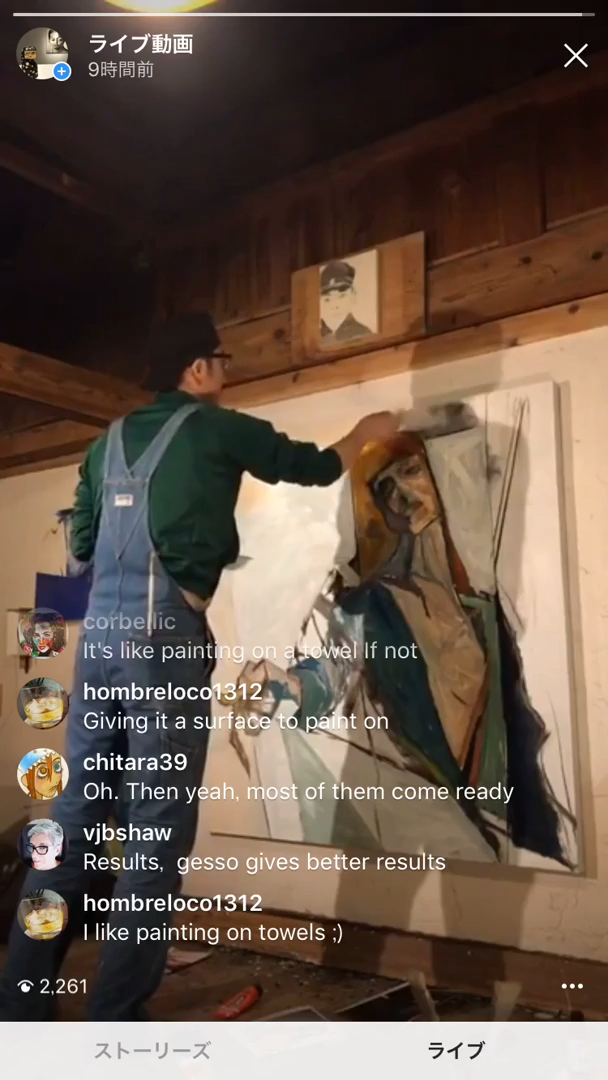 ライブ動画
9時間前
corbellic
It's like painting on a towel If not
hombreloco1312
Giving it a surface to paint on
chitara39
Oh. Then yeah, most of them come ready
vjbshaw
Results, gesso gives better results
hombreloco1312
I like painting on towels ;)
2,261
ストーリーズ
ライブ